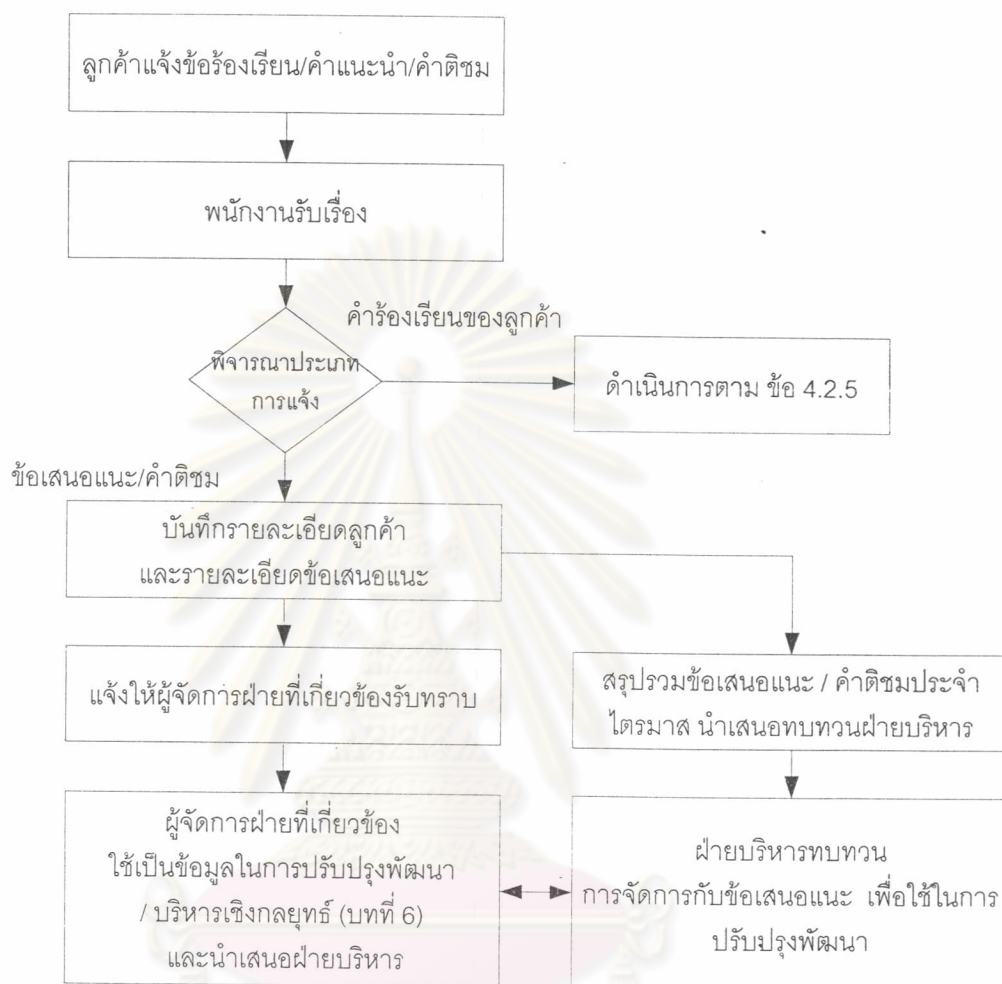 ลูกค้าแจ้งข้อร้องเรียน/คำแนะนำ/คำติชม
พนักงานรับเรื่อง
คำร้องเรียนของลูกค้า
พิจารณาประเภท
การแจ้ง
ดำเนินการตาม ข้อ 4.2.5
ข้อเสนอแนะ/คำติชม
บันทึกรายละเอียดลูกค้า
และรายละเอียดข้อเสนอแนะ
แจ้งให้ผู้จัดการฝ่ายที่เกี่ยวข้องรับทราบ
สรุปรวมข้อเสนอแนะ / คำติชมประจำ
ไตรมาส นำเสนอทบทวนฝ่ายบริหาร
ผู้จัดการฝ่ายที่เกี่ยวข้อง
ใช้เป็นข้อมูลในการปรับปรุงพัฒนา
/ บริหารเชิงกลยุทธ์ (บทที่ 6)
และนำเสนอฝ่ายบริหาร
ฝ่ายบริหารทบทวน
การจัดการกับข้อเสนอแนะ เพื่อใช้ในการ
ปรับปรุงพัฒนา